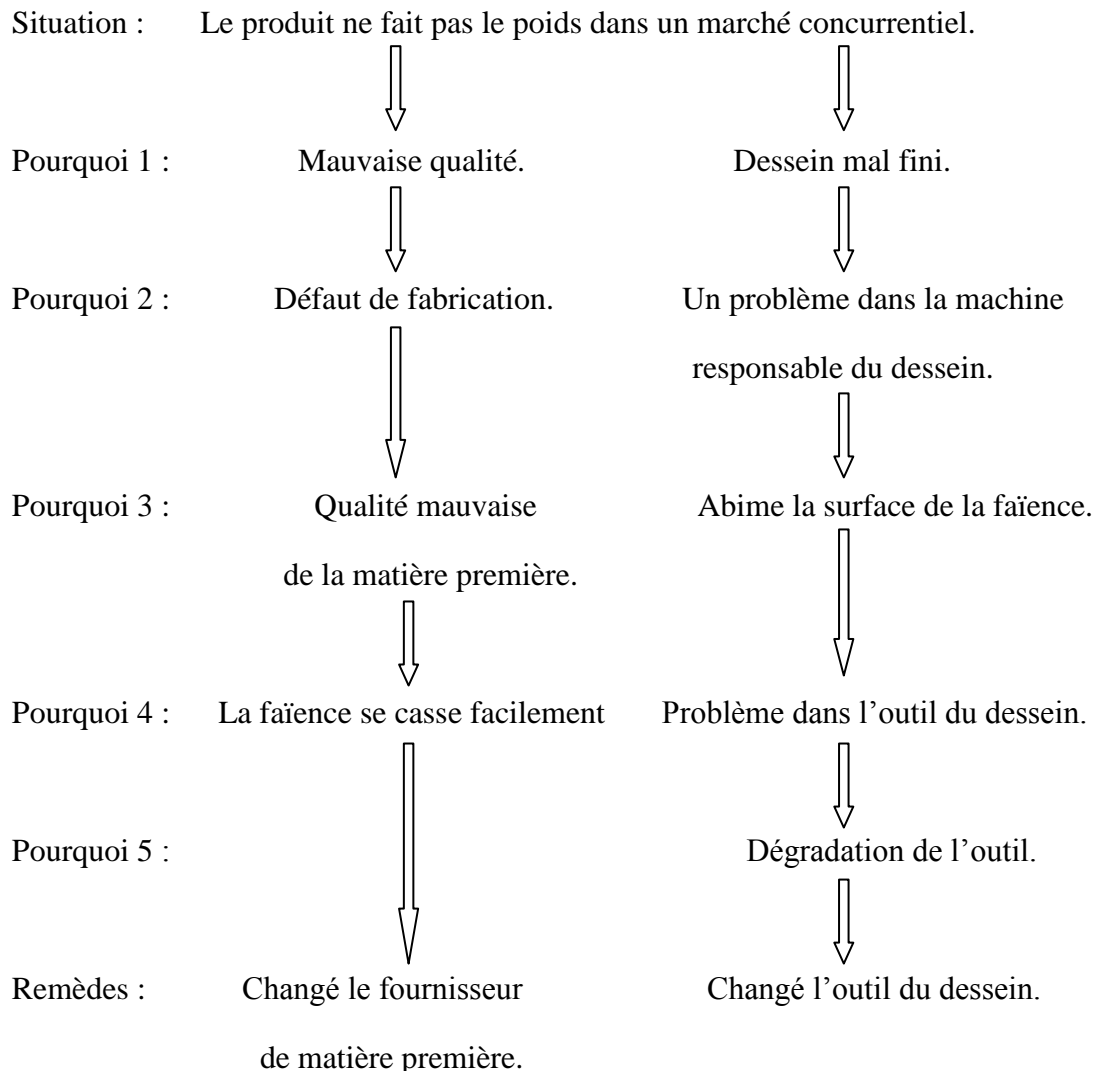 Situation : Le produit ne fait pas le poids dans un marché concurrentiel.
Pourquoi 1 : Mauvaise qualité. Dessein mal fini.
Pourquoi 2 : Défaut de fabrication. Un problème dans la machine
responsable du dessein.
Pourquoi 3 : Qualité mauvaise Abime la surface de la faïence.
de la matière première.
Pourquoi 4 : La faïence se casse facilement Problème dans l’outil du dessein.
Pourquoi 5 : Dégradation de l’outil.
Remèdes : Changé le fournisseur Changé l’outil du dessein.
de matière première.